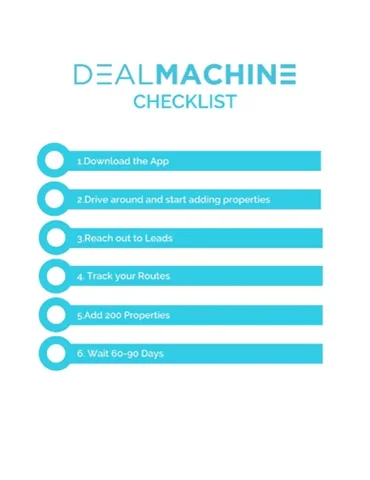 DEALMACHINE
CHECKLIST
1.Download the App
2.Drive around and start adding properties
3.Reach out to Leads
4. Track your Routes
5.Add 200 Properties
6. Wait 60-90 Days